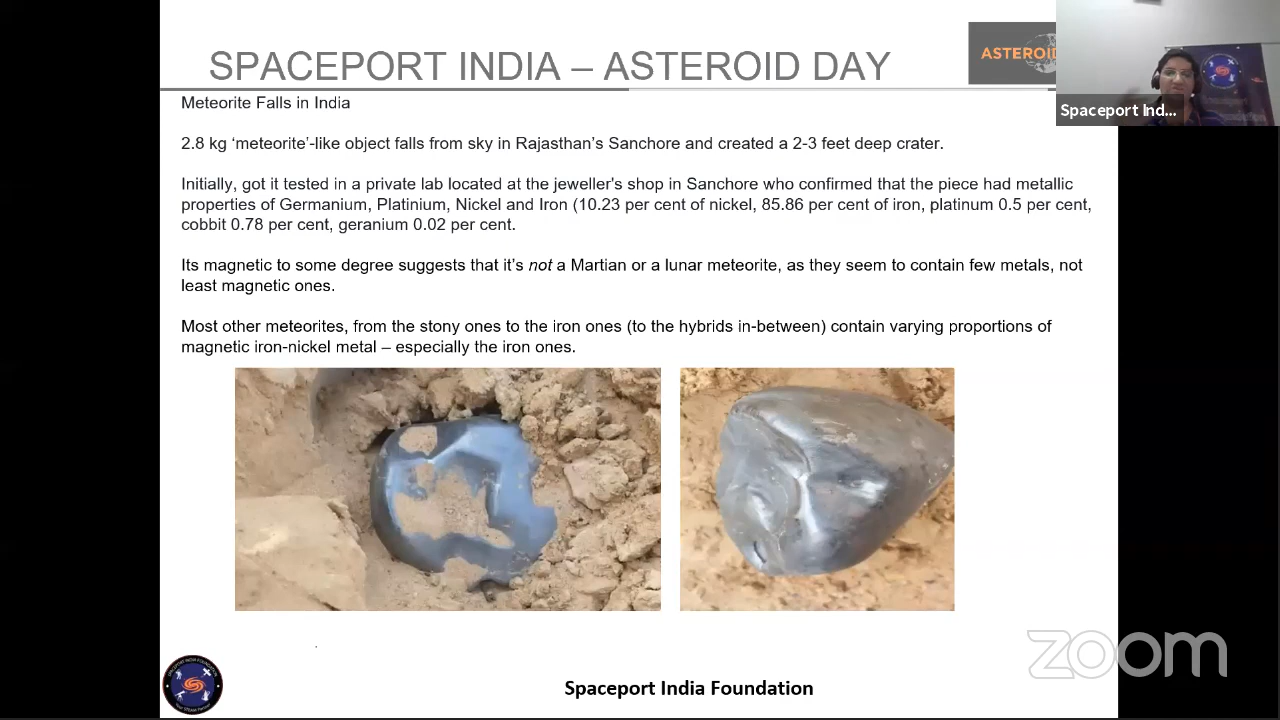 SPACEPORT INDIA – ASTEROID DAY
ASTEROID
Spaceport Ind...
Meteorite Falls in India
2.8 kg ‘meteorite’-like object falls from sky in Rajasthan’s Sanchore and created a 2-3 feet deep crater.
Initially, got it tested in a private lab located at the jeweller's shop in Sanchore who confirmed that the piece had metallic
properties of Germanium, Platinium, Nickel and Iron (10.23 per cent of nickel, 85.86 per cent of iron, platinum 0.5 per cent,
cobbit 0.78 per cent, geranium 0.02 per cent.
Its magnetic to some degree suggests that it’s not a Martian or a lunar meteorite, as they seem to contain few metals, not
least magnetic ones.
Most other meteorites, from the stony ones to the iron ones (to the hybrids in-between) contain varying proportions of
magnetic iron-nickel metal – especially the iron ones.
zoom
Spaceport India Foundation